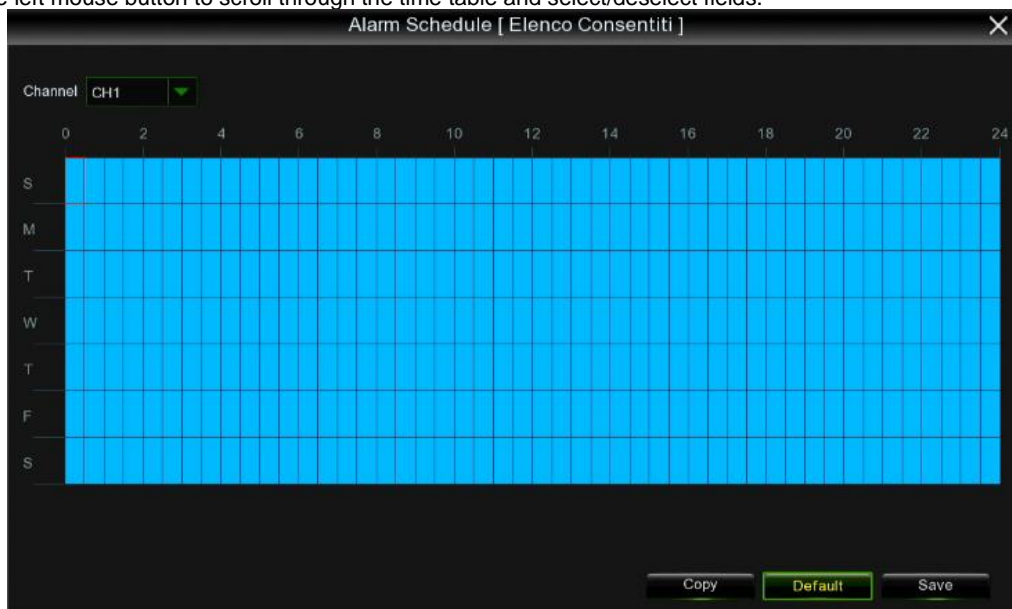 left mouse button to scroll through the time table and select/deselect fields.
Alarm Schedule [ Elenco Consentiti ]
Channel CH1
0 2 4 6 8 10 12 14 16 18 20 22 24
S
M
T
W
T
F
S
Copy Default Save